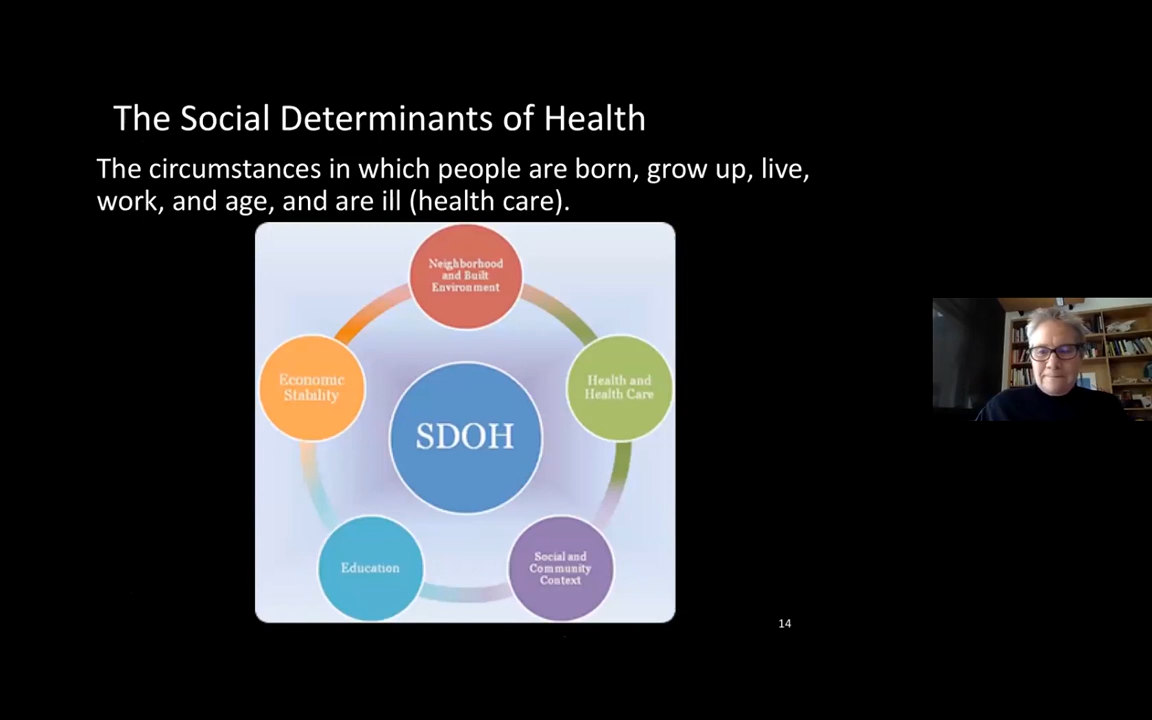 The Social Determinants of Health
The circumstances in which people are born, grow up, live,
work, and age, and are ill (health care).
Neighborhood
and Built
Environment
Economic
Stability
Health and
Health Care
SDOH
Education
Social and
Community
Context
14